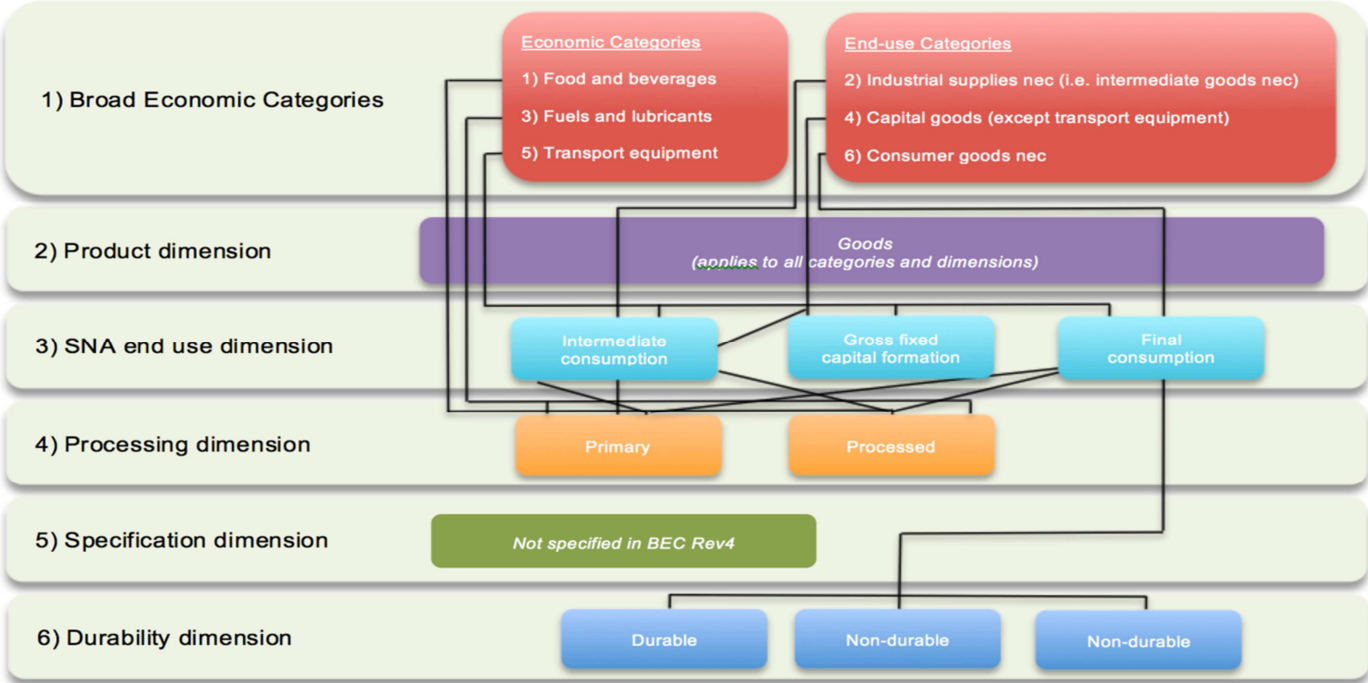 1) Broad Economic Categories
Economic Categories
1) Food and beverages
3) Fuels and lubricants
5) Transport equipment
End-use Categories
2) Industrial supplies nec (i.e. intermediate goods nec)
4) Capital goods (except transport equipment)
6) Consumer goods nec
2) Product dimension
Goods
(applies to all categories and dimensions)
3) SNA end use dimension
Intermediate
consumption
Gross fixed
capital formation
Final
consumption
4) Processing dimension
Primary
Processed
5) Specification dimension
Not specified in BEC Rev4
6) Durability dimension
Durable
Non-durable
Non-durable